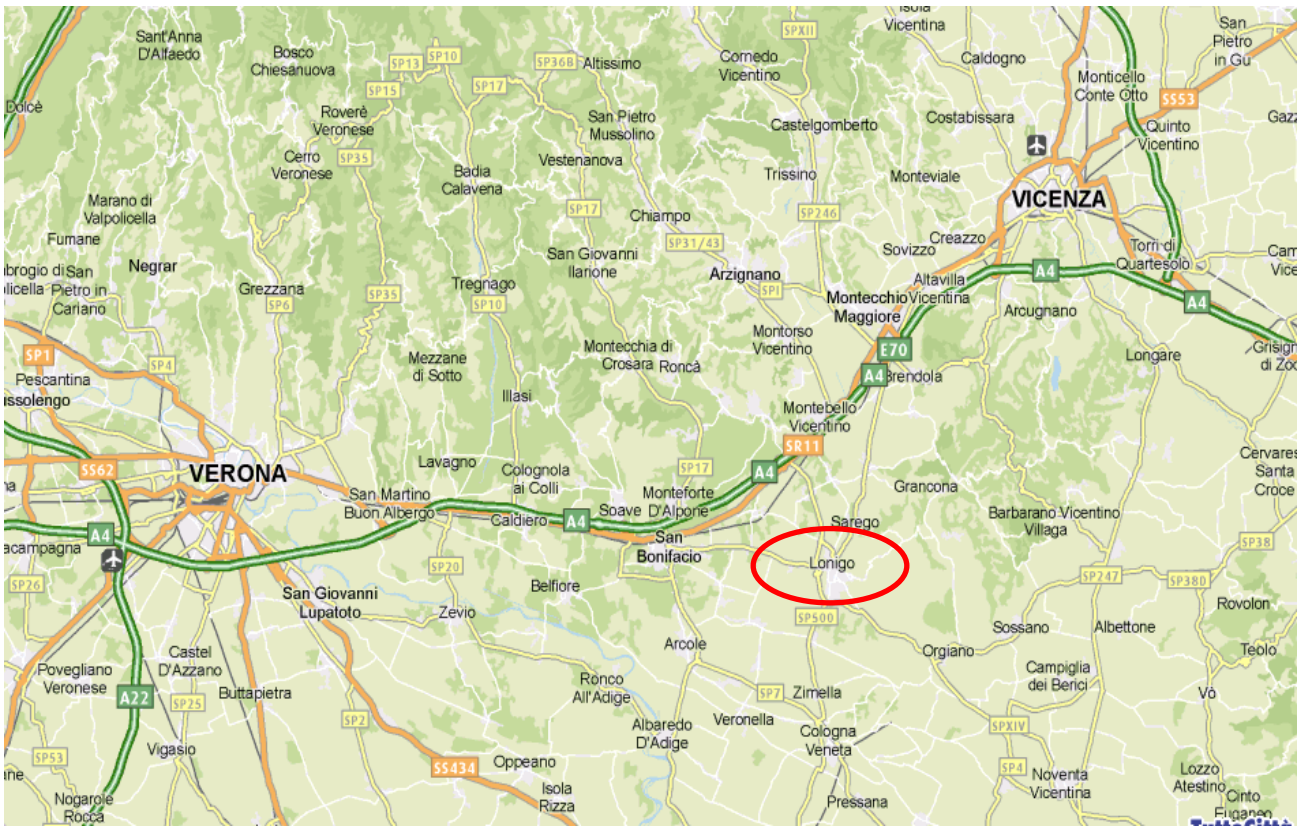 Isola
Vicentina
Sant'Anna
D'Alfaedo
Bosco
Chiesanuova
SP13
SP10
SP36B
Altissimo
SPXII
Cornedo
Vicentino
Caldogno
San
Pietro
in Gu
Monticello
Conte Otto
SS53
Dolcè
SP15
SP17
Roverè
Veronese
San Pietro
Mussolino
Castelgomberto
Costabissara
Quinto
Vicentino
Cerro
Veronese
SP35
Badia
Calavena
Vestenanova
Trissino
Monteviale
VICENZA
Marano di
Valpolicella
SP17
Chiampo
SP246
Fumane
SP31/43
Creazzo
Sovizzo
Torri di
Quartesolo
Negrar
San
Pietro in
Cariano
San Giovanni
Ilarione
Arzignano
SP1
Altavilla
Vicentina
A4
Grezzana
SP6
SP35
Tregnago
SP10
Montecchio
Maggiore
A4
Arcugnano
SP1
SP4
Mezzane
di Sotto
Montecchia di
Crosara
Roncà
Montorso
Vicentino
E70
A4
Brendola
Longare
Pescantina
Illasi
Montebello
Vicentino
SR11
SS62
VERONA
Lavagno
Colognola
ai Colli
SP17
A4
Grancona
Cervares
Santa
Croce
San Martino
Buon Albergo
Caldiero
A4
Soave
Monteforte
D'Alpone
Sarego
Barbarano Vicentino
Villaga
A4
San
Bonifacio
Lonigo
SP38
SP26
SP20
Belfiore
SP247
SP380
San Giovanni
Lupatoto
Zevio
SP500
Rovolon
Sossano
Albettone
Castel
D'Azzano
Arcole
Orgiano
Teolo
Povegliano
Veronese
A22
SP25
Buttapietra
SP2
Ronco
All'Adige
SP7
Zimella
Campiglia
dei Berici
Vò
Albaredo
D'Adige
Veronella
Cologna
Veneta
SPXIV
SP53
Vigasio
SS434
Oppeano
SP4
Noventa
Vicentina
Lozzo
Atestino
Nogarole
Rocca
Isola
Rizza
Pressana
Cinto
Euganeo
TuttoCittà